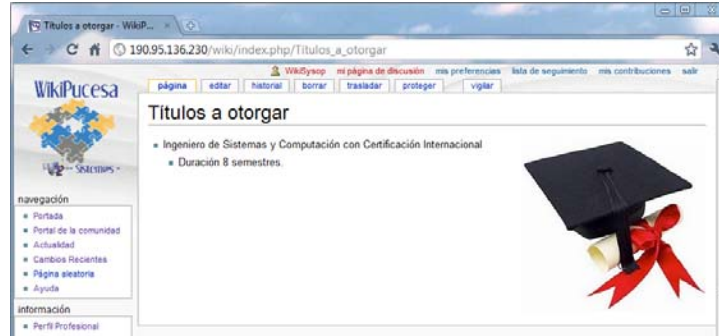 Títulos a otorgar - WikiP...
190.95.136.230/wiki/index.php/Titulos_a_otorgar
WikiSysop mi página de discusión mis preferencias lista de seguimiento mis contribuciones salir
página editar historial borrar trasladar proteger vigilar
WikiPucesa
Títulos a otorgar
Ingeniero de Sistemas y Computación con Certificación Internacional
Duración 8 semestres.
Sistemas
navegación
Portada
Portal de la comunidad
Actualidad
Cambios Recientes
Página aleatoria
Ayuda
información
Perfil Profesional